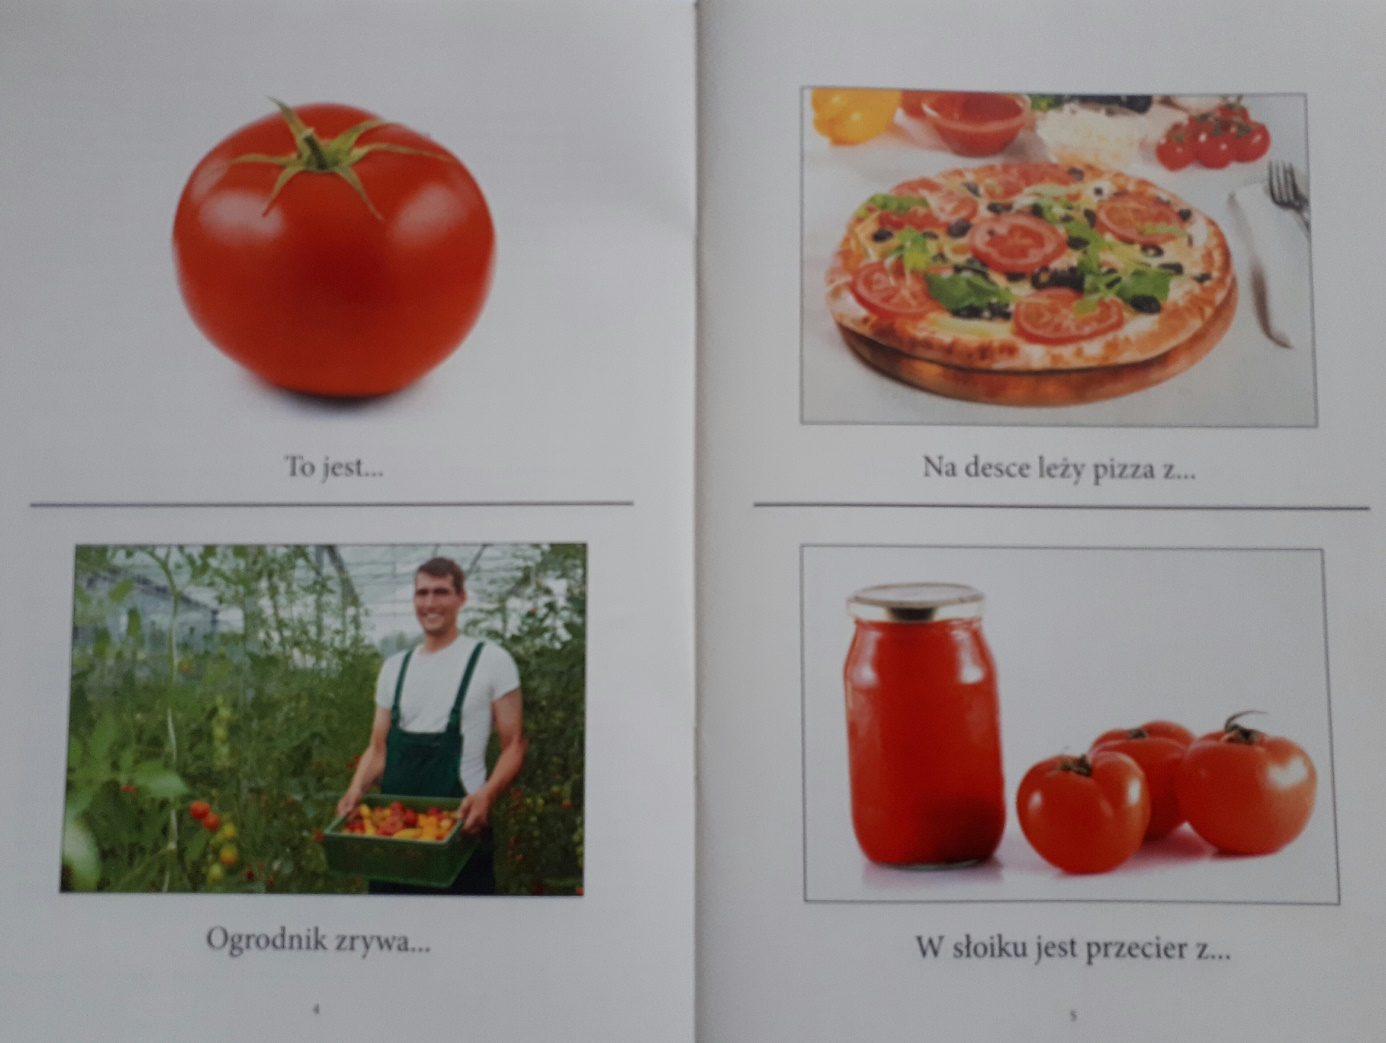 To jest...
Ogrodnik zrywa...
4
Na desce leży pizza z...
W słoiku jest przecier z...
5